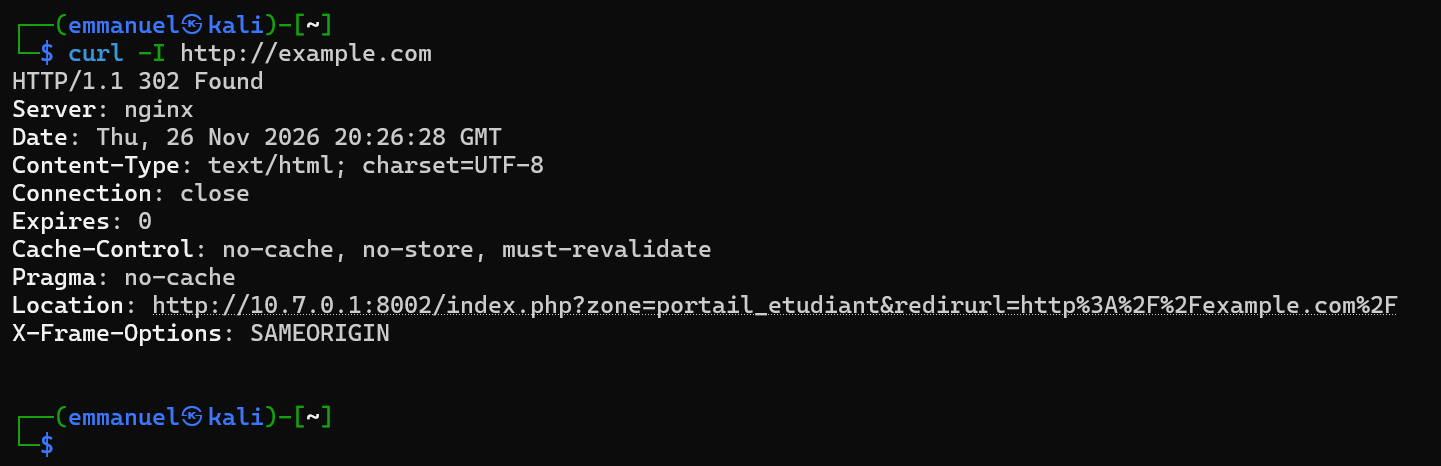 ┌──(emmanuel㉿kali)-[~]
└─$ curl -I http://example.com
HTTP/1.1 302 Found
Server: nginx
Date: Thu, 26 Nov 2026 20:26:28 GMT
Content-Type: text/html; charset=UTF-8
Connection: close
Expires: 0
Cache-Control: no-cache, no-store, must-revalidate
Pragma: no-cache
Location: http://10.7.0.1:8002/index.php?zone=portail_etudiant&redirurl=http%3A%2F%2Fexample.com%2F
X-Frame-Options: SAMEORIGIN
┌──(emmanuel㉿kali)-[~]
└─$